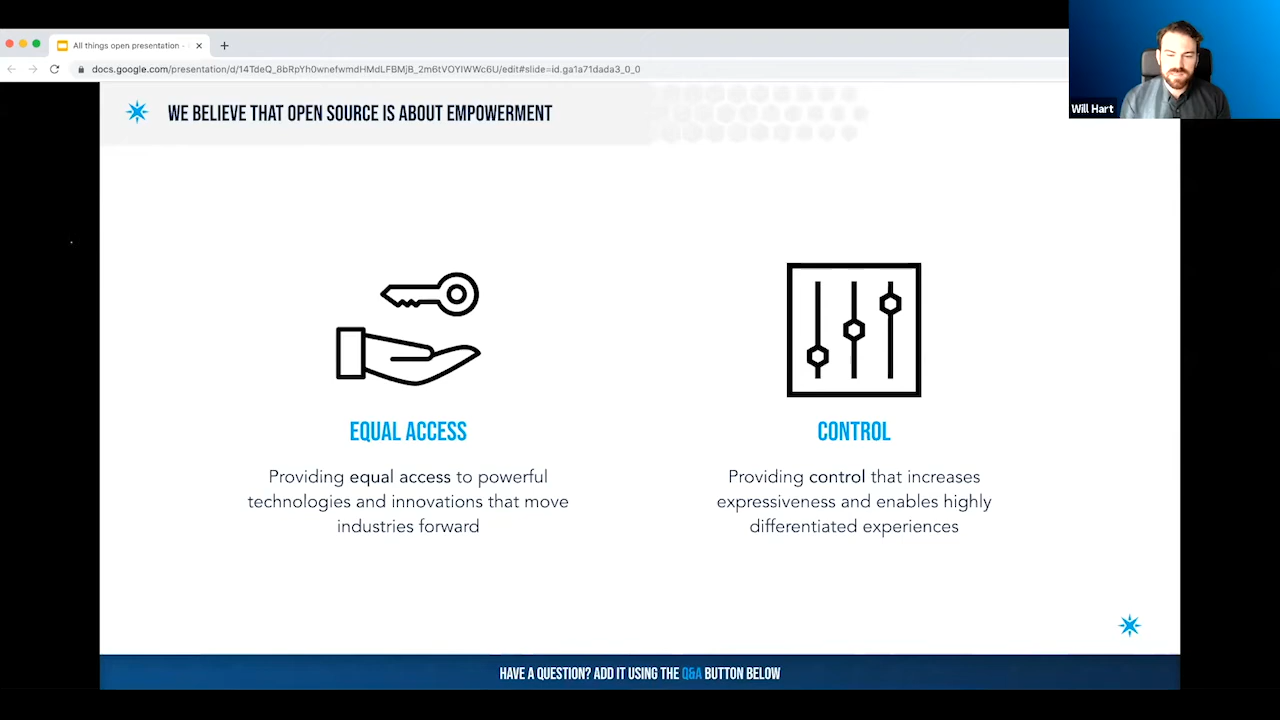 All things open presentation -
docs.google.com/presentation/d/14TdeQ_8bRpYh0wnefwmdHMdLFBMjB_2m6tVOYlWWc6U/edit#slide=id.ga1a71dada3_0_0
Will Hart
WE BELIEVE THAT OPEN SOURCE IS ABOUT EMPOWERMENT
EQUAL ACCESS
Providing equal access to powerful
technologies and innovations that move
industries forward
CONTROL
Providing control that increases
expressiveness and enables highly
differentiated experiences
HAVE A QUESTION? ADD IT USING THE Q&A BUTTON BELOW